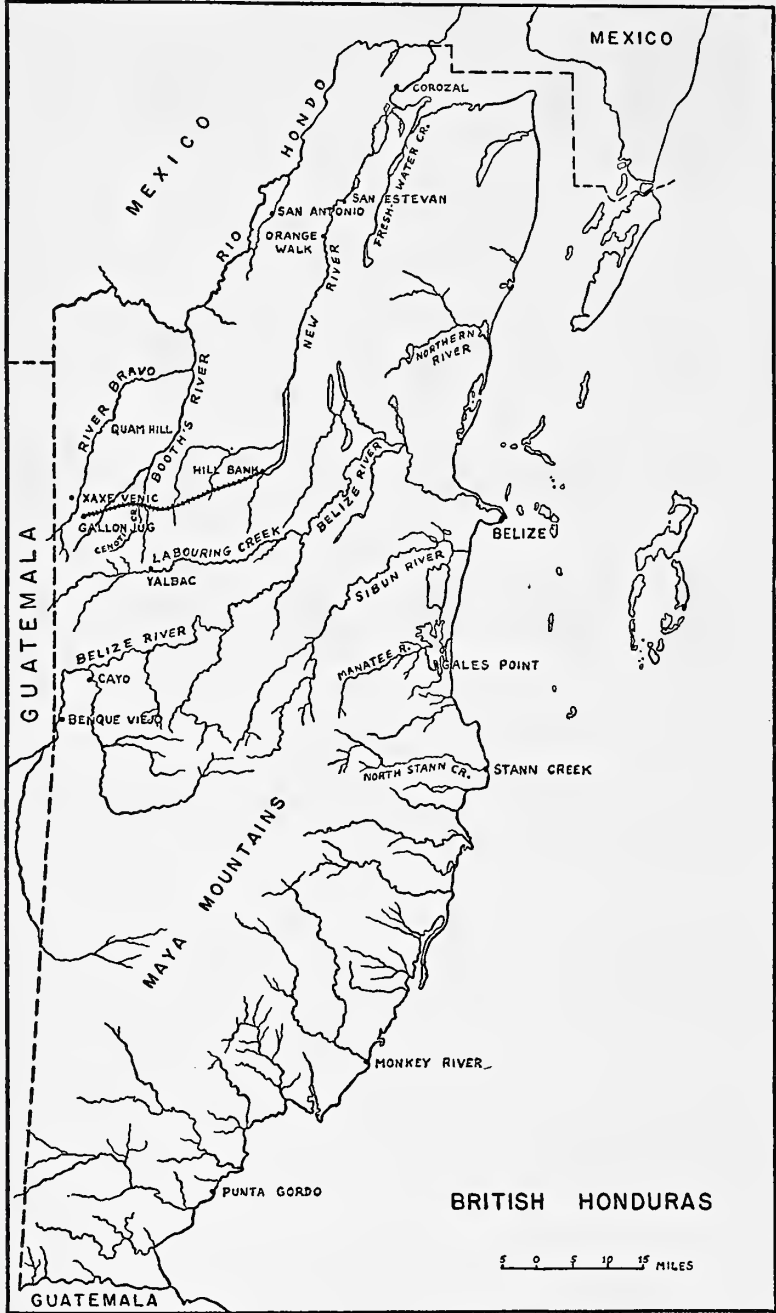 MEXICO
COROZAL
MEXICO
RIO HONDO
FRESH-WATER CR.
SAN ESTEVAN
SAN ANTONIO
ORANGE
WALK
NEW RIVER
NORTHERN
RIVER
RIVER BRAVO
BOOTH'S RIVER
QUAM HILL
HILL BANK
BELIZE RIVER
XAXE VENIC
GALLON JUG
CENOTE CR.
BELIZE
LABOURING CREEK
YALBAC
SIBUN RIVER
GUATEMALA
BELIZE RIVER
MANATEE R.
GALES POINT
CAYO
BENQUE VIEJO
NORTH STANN CR.
STANN CREEK
MAYA MOUNTAINS
MONKEY RIVER
PUNTA GORDO
BRITISH HONDURAS
5 0 5 10 15 MILES
GUATEMALA